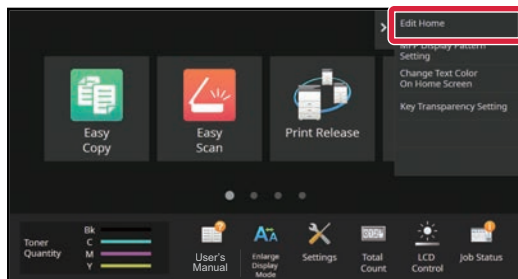 Edit Home
MFP Display Pattern
Setting
Change Text Color
On Home Screen
Key Transparency Setting
Easy
Copy
Easy
Scan
Print Release
Toner
Quantity
Bk
C
M
Y
User's
Manual
Enlarge
Display
Mode
Settings
Total
Count
LCD
Control
Job Status